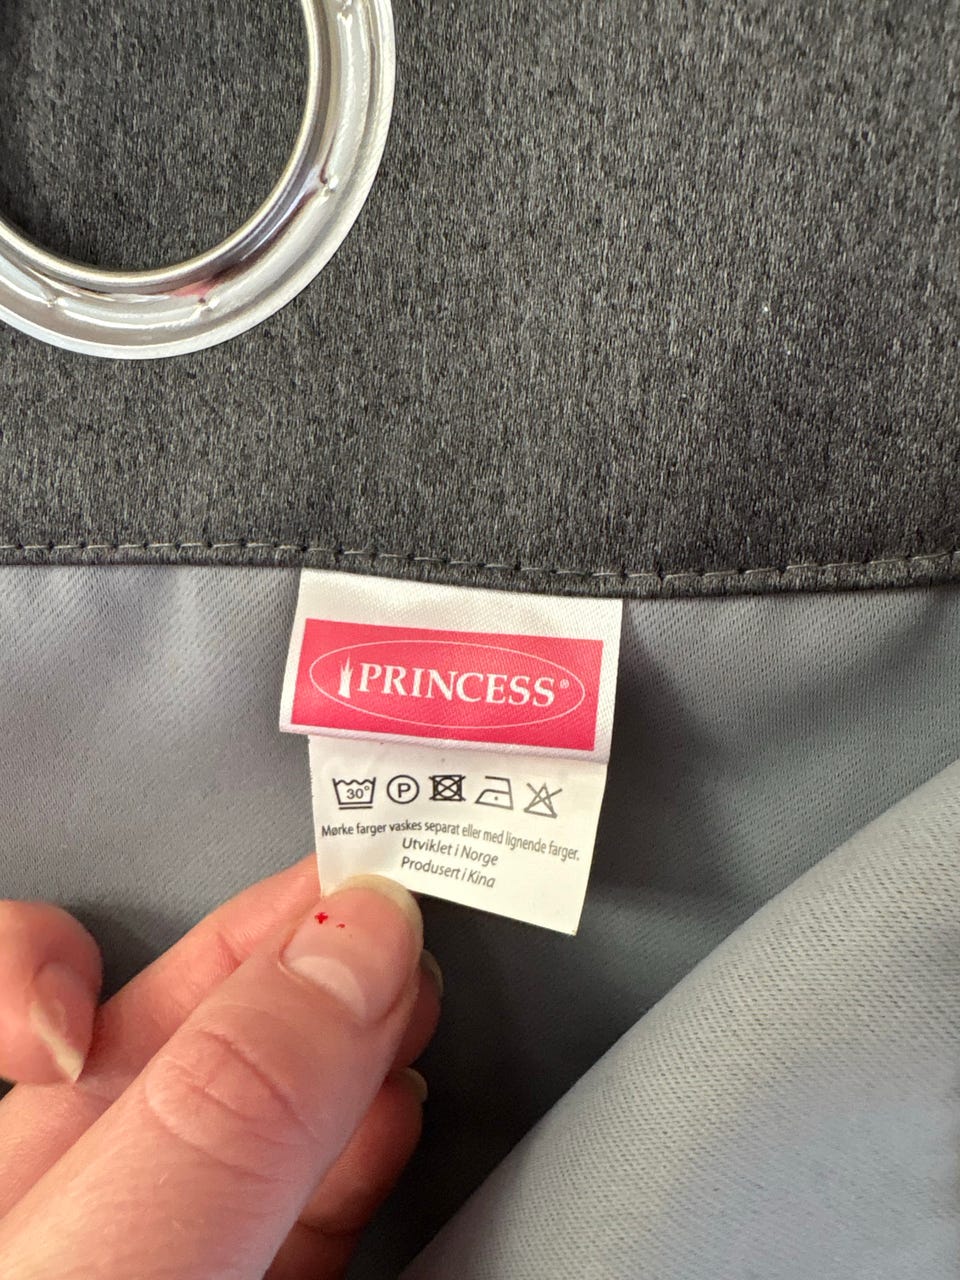 PRINCESS®
30° P
Mørke farger vaskes separat eller med lignende farger.
Utviklet i Norge
Produsert i Kina